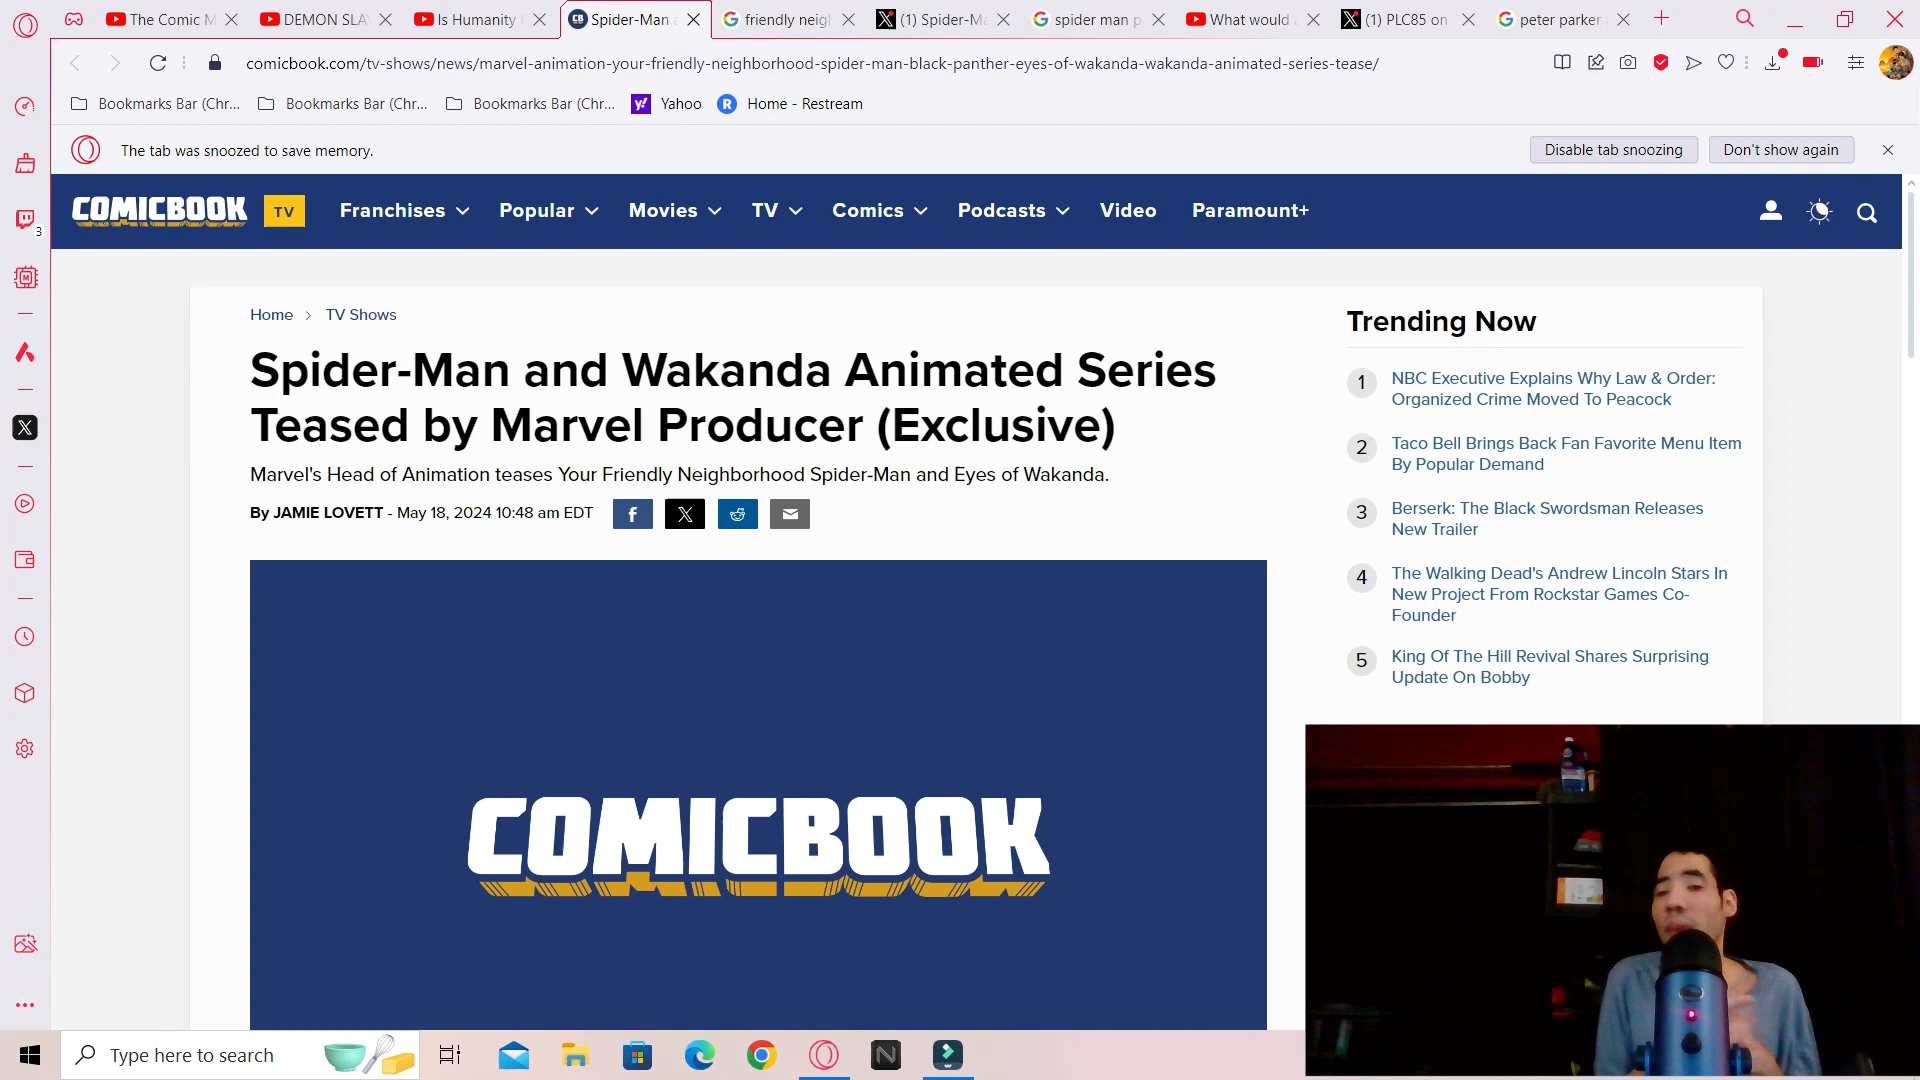 The Comic M
DEMON SLA
Is Humanity
Spider-Man a
friendly neig
(1) Spider-Ma
spider man p
What would
(1) PLC85 on
peter parker
comicbook.com/tv-shows/news/marvel-animation-your-friendly-neighborhood-spider-man-black-panther-eyes-of-wakanda-wakanda-animated-series-tease/
Bookmarks Bar (Chr...
Bookmarks Bar (Chr...
Bookmarks Bar (Chr...
Yahoo
Home - Restream
The tab was snoozed to save memory.
Disable tab snoozing
Don't show again
COMICBOOK TV
Franchises
Popular
Movies
TV
Comics
Podcasts
Video
Paramount+
3
Home > TV Shows
Spider-Man and Wakanda Animated Series
Teased by Marvel Producer (Exclusive)
Marvel's Head of Animation teases Your Friendly Neighborhood Spider-Man and Eyes of Wakanda.
By JAMIE LOVETT - May 18, 2024 10:48 am EDT
COMICBOOK
Trending Now
1 NBC Executive Explains Why Law & Order:
Organized Crime Moved To Peacock
2 Taco Bell Brings Back Fan Favorite Menu Item
By Popular Demand
3 Berserk: The Black Swordsman Releases
New Trailer
4 The Walking Dead's Andrew Lincoln Stars In
New Project From Rockstar Games Co-
Founder
5 King Of The Hill Revival Shares Surprising
Update On Bobby
Type here to search